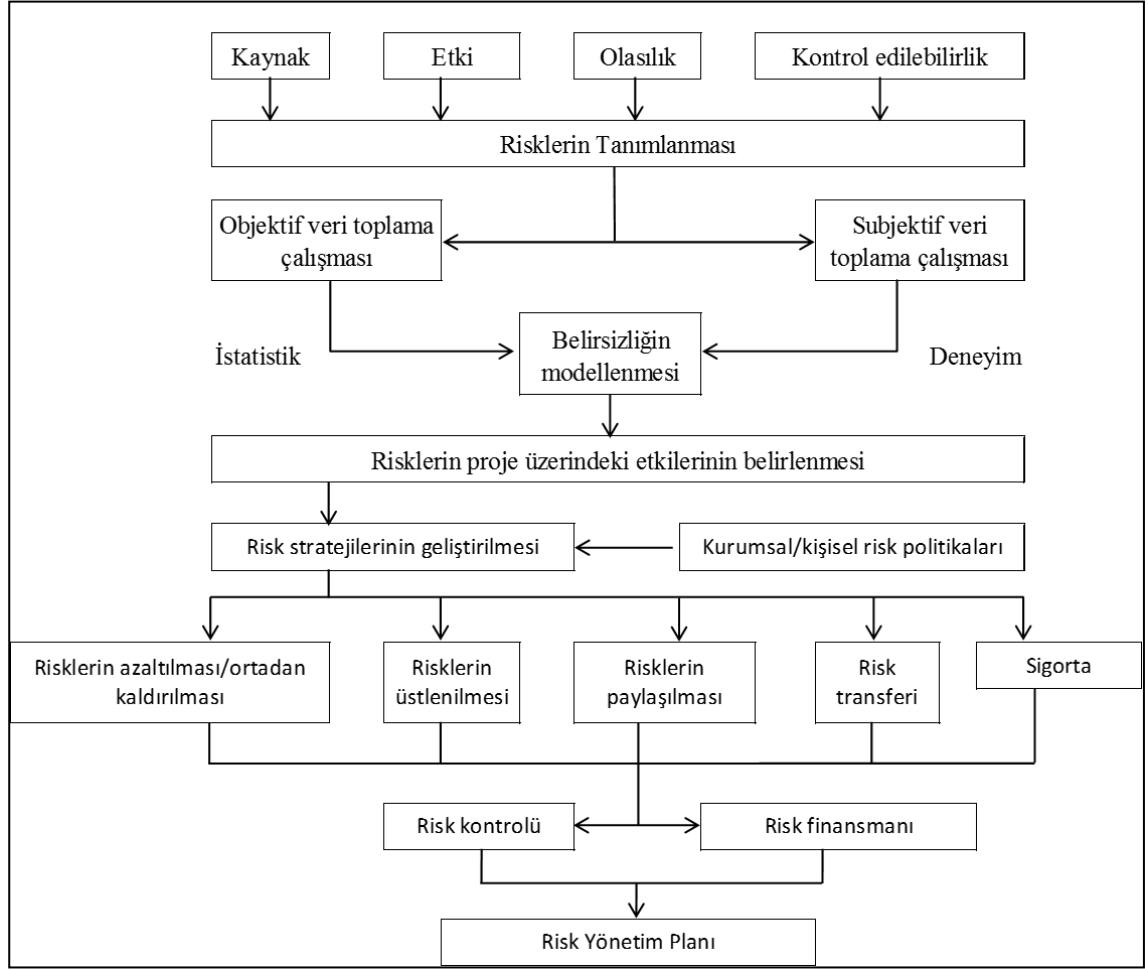 Kaynak
Etki
Olasılık
Kontrol edilebilirlik
Risklerin Tanımlanması
Objektif veri toplama
çalışması
Subjektif veri
toplama çalışması
İstatistik
Belirsizliğin
modellenmesi
Deneyim
Risklerin proje üzerindeki etkilerinin belirlenmesi
Risk stratejilerinin geliştirilmesi
Kurumsal/kişisel risk politikaları
Risklerin azaltılması/ortadan
kaldırılması
Risklerin
üstlenilmesi
Risklerin
paylaşılması
Risk
transferi
Sigorta
Risk kontrolü
Risk finansmanı
Risk Yönetim Planı